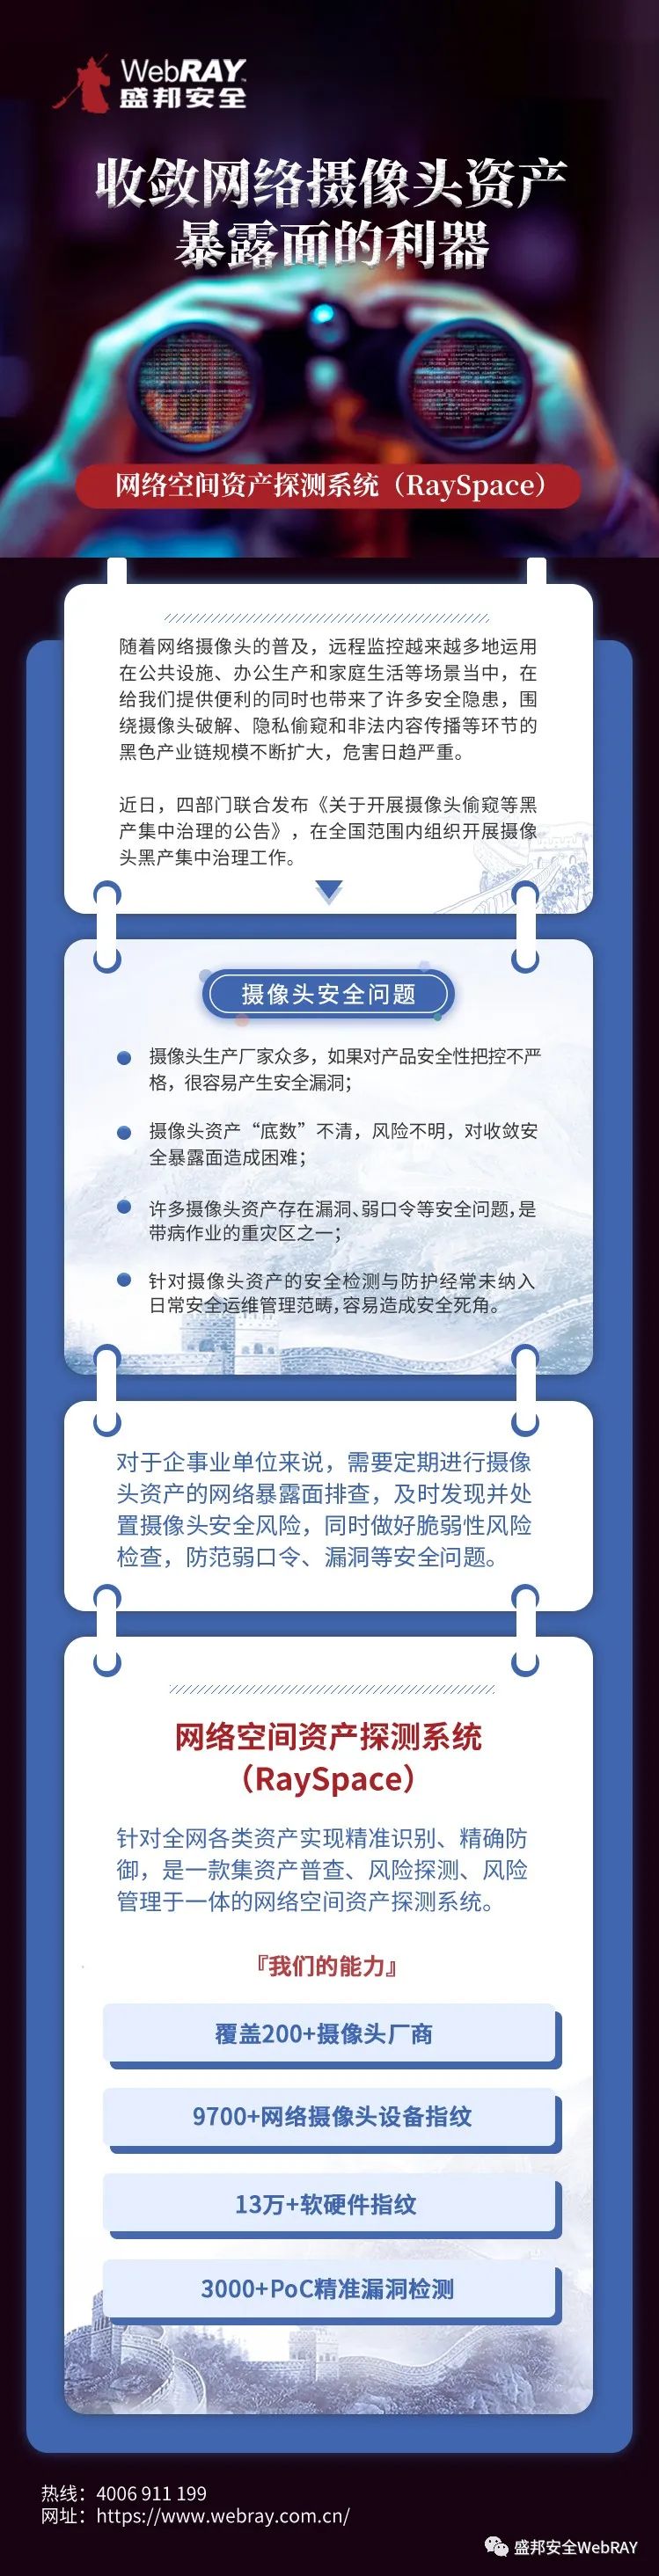 WebRAY
盛邦安全
收敛网络摄像头资产
暴露面的利器
网络空间资产探测系统（RaySpace）
随着网络摄像头的普及，远程监控越来越多地运用
在公共设施、办公生产和家庭生活等场景当中，在
给我们提供便利的同时也带来了许多安全隐患，围
绕摄像头破解、隐私偷窥和非法内容传播等环节的
黑色产业链规模不断扩大，危害日趋严重。
近日，四部门联合发布《关于开展摄像头偷窥等黑
产集中治理的公告》，在全国范围内组织开展摄像
头黑产集中治理工作。
摄像头安全问题
摄像头生产厂家众多，如果对产品安全性把控不严
格，很容易产生安全漏洞；
摄像头资产“底数”不清，风险不明，对收敛安
全暴露面造成困难；
许多摄像头资产存在漏洞、弱口令等安全问题，是
带病作业的重灾区之一；
针对摄像头资产的安全检测与防护经常未纳入
日常安全运维管理范畴，容易造成安全死角。
对于企事业单位来说，需要定期进行摄像
头资产的网络暴露面排查，及时发现并处
置摄像头安全风险，同时做好脆弱性风险
检查，防范弱口令、漏洞等安全问题。
网络空间资产探测系统
（RaySpace）
针对全网各类资产实现精准识别、精确防
御，是一款集资产普查、风险探测、风险
管理于一体的网络空间资产探测系统。
『我们的能力』
覆盖200+摄像头厂商
9700+网络摄像头设备指纹
13万+软硬件指纹
3000+PoC精准漏洞检测
热线：4006 911 199
网址：https://www.webray.com.cn/
盛邦安全WebRAY